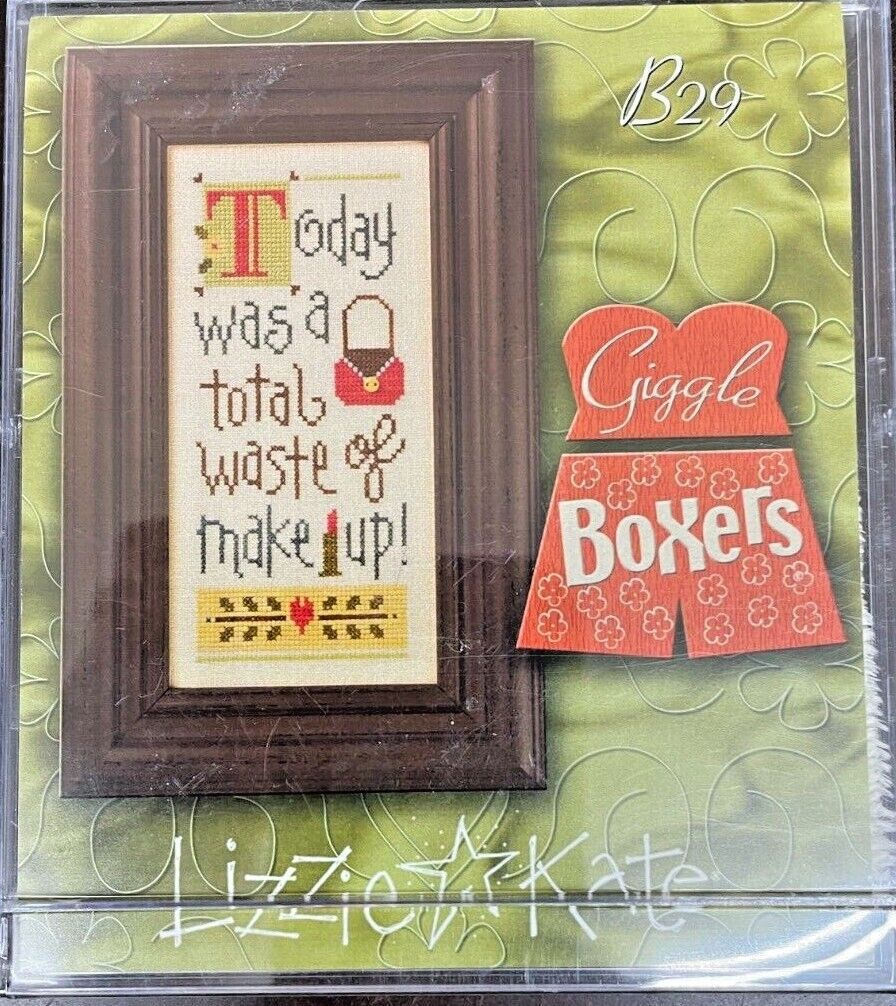 B29
Today
was a
total
waste of
make up!
Giggle
Boxers
Lizzie Kate